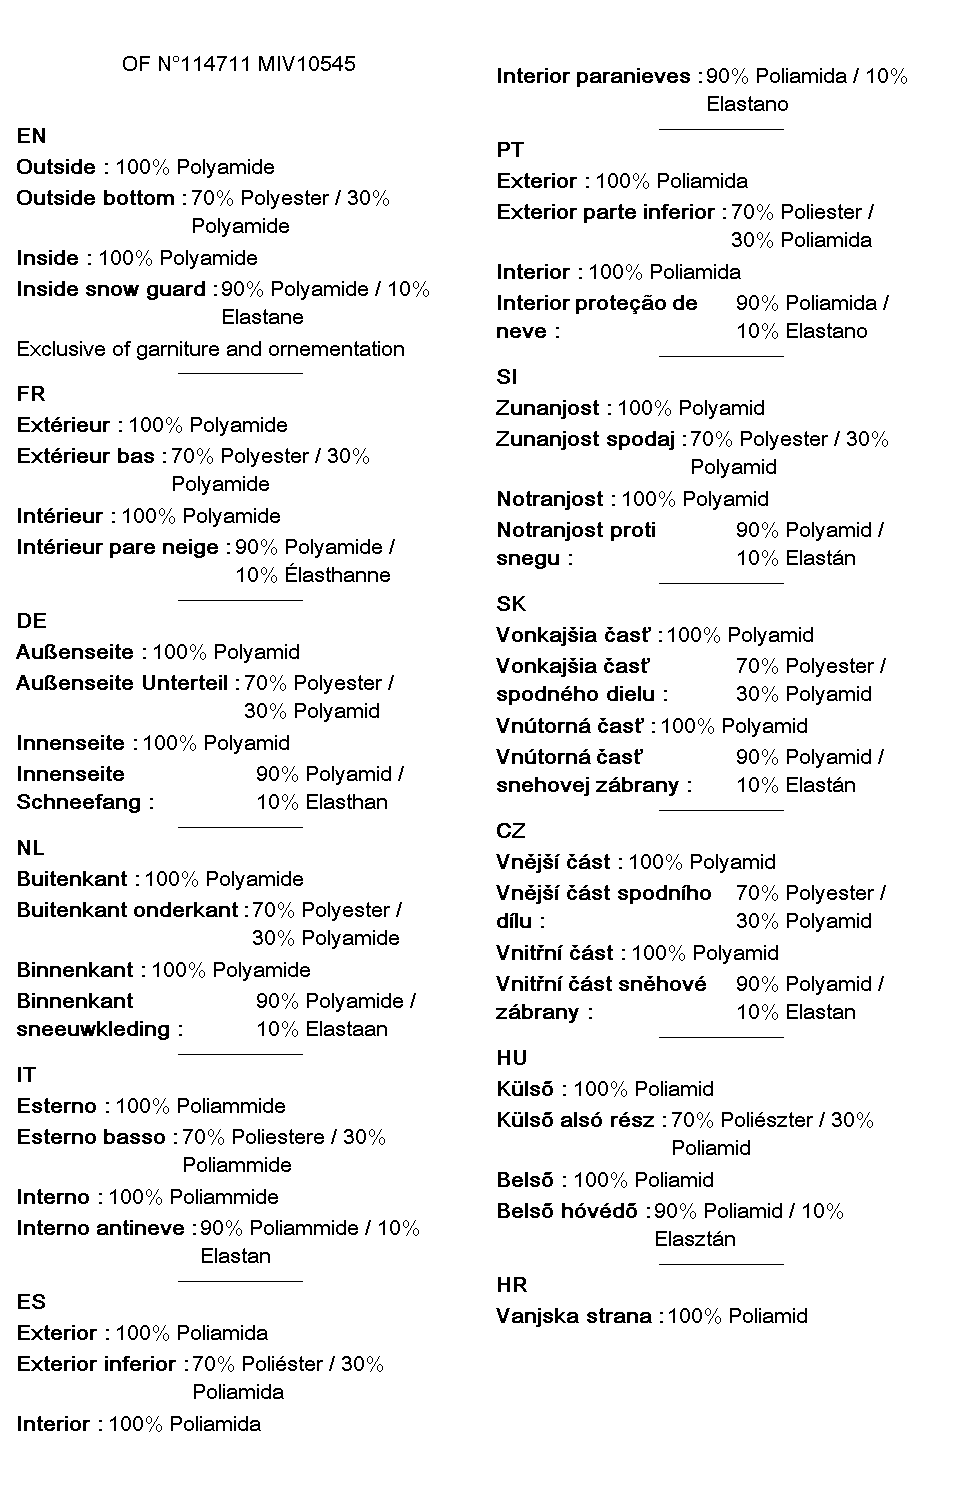 OF N°114711 MIV10545
EN
Outside : 100% Polyamide
Outside bottom : 70% Polyester / 30%
Polyamide
Inside : 100% Polyamide
Inside snow guard : 90% Polyamide / 10%
Elastane
Exclusive of garniture and ornementation
FR
Extérieur : 100% Polyamide
Extérieur bas : 70% Polyester / 30%
Polyamide
Intérieur : 100% Polyamide
Intérieur pare neige : 90% Polyamide /
10% Élasthanne
DE
Außenseite : 100% Polyamid
Außenseite Unterteil : 70% Polyester /
30% Polyamid
Innenseite : 100% Polyamid
Innenseite 90% Polyamid /
Schneefang : 10% Elasthan
NL
Buitenkant : 100% Polyamide
Buitenkant onderkant : 70% Polyester /
30% Polyamide
Binnenkant : 100% Polyamide
Binnenkant 90% Polyamide /
sneeuwkleding : 10% Elastaan
IT
Esterno : 100% Poliammide
Esterno basso : 70% Poliestere / 30%
Poliammide
Interno : 100% Poliammide
Interno antineve : 90% Poliammide / 10%
Elastan
ES
Exterior : 100% Poliamida
Exterior inferior : 70% Poliéster / 30%
Poliamida
Interior : 100% Poliamida
Interior paranieves : 90% Poliamida / 10%
Elastano
PT
Exterior : 100% Poliamida
Exterior parte inferior : 70% Poliester /
30% Poliamida
Interior : 100% Poliamida
Interior proteção de 90% Poliamida /
neve : 10% Elastano
SI
Zunanjost : 100% Polyamid
Zunanjost spodaj : 70% Polyester / 30%
Polyamid
Notranjost : 100% Polyamid
Notranjost proti 90% Polyamid /
snegu : 10% Elastán
SK
Vonkajšia časť : 100% Polyamid
Vonkajšia časť 70% Polyester /
spodného dielu : 30% Polyamid
Vnútorná časť : 100% Polyamid
Vnútorná časť 90% Polyamid /
snehovej zábrany : 10% Elastán
CZ
Vnější část : 100% Polyamid
Vnější část spodního 70% Polyester /
dílu : 30% Polyamid
Vnitřní část : 100% Polyamid
Vnitřní část sněhové 90% Polyamid /
zábrany : 10% Elastan
HU
Külsõ : 100% Poliamid
Külsõ alsó rész : 70% Poliészter / 30%
Poliamid
Belsõ : 100% Poliamid
Belsõ hóvédõ : 90% Poliamid / 10%
Elasztán
HR
Vanjska strana : 100% Poliamid